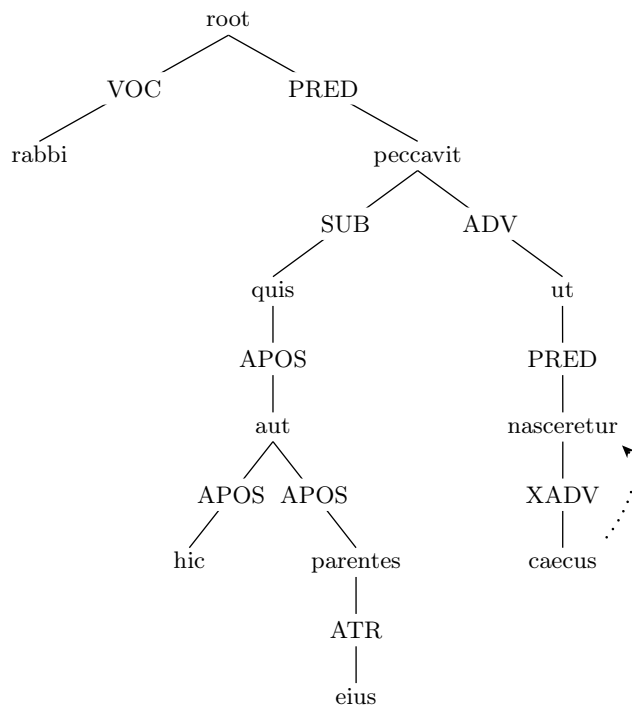 root
VOC PRED
rabbi peccavit
SUB ADV
quis ut
APOS PRED
aut nasceretur
APOS APOS XADV
hic parentes caecus
ATR
eius